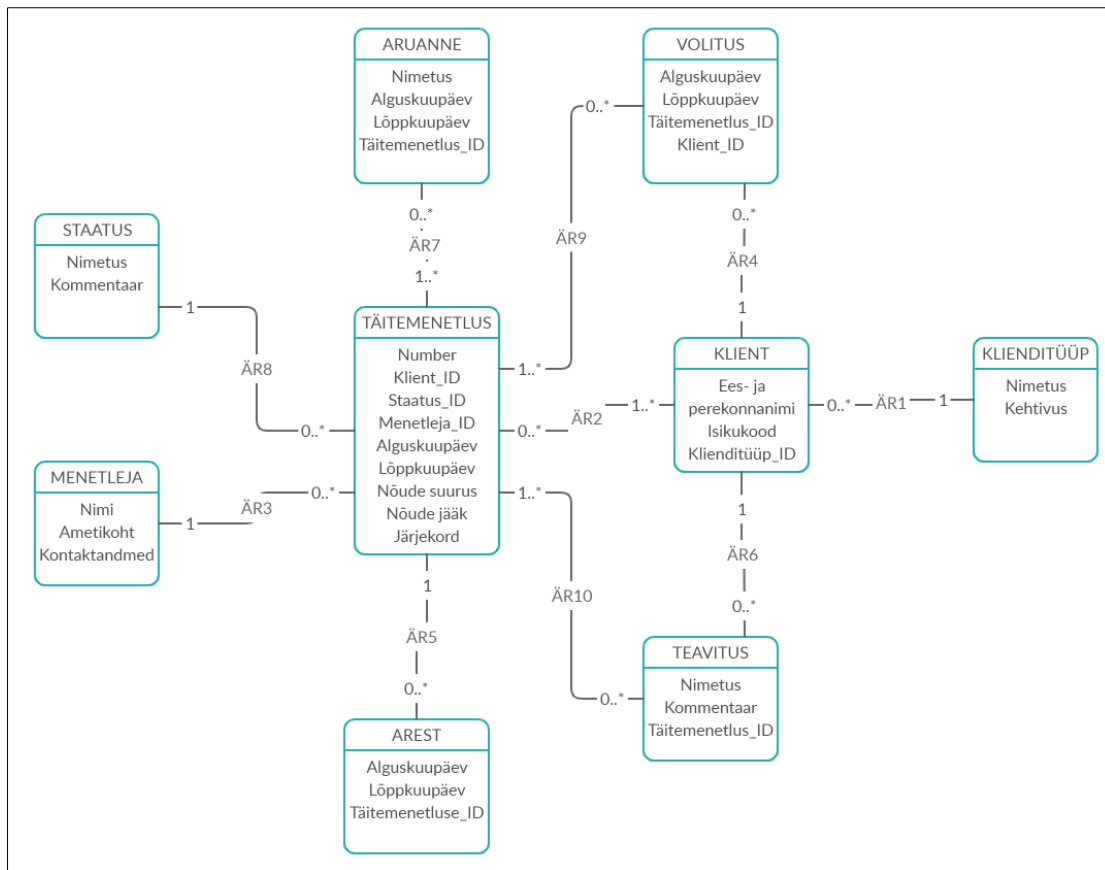 ARUANNE
Nimetus
Alguskuupäev
Lõppkuupäev
Täitemenetlus_ID
VOLITUS
Alguskuupäev
Lõppkuupäev
Täitemenetlus_ID
Klient_ID
0..*
0..*
ÄR7
1..*
0..*
ÄR4
1
ÄR9
STAATUS
Nimetus
Kommentaar
1
ÄR8
0..*
TÄITEMENETLUS
Number
Klient_ID
Staatus_ID
Menetleja_ID
Alguskuupäev
Lõppkuupäev
Nõude suurus
Nõude jääk
Järjekord
1..*
0..*
ÄR2
1..*
1..*
KLIENT
Ees- ja
perekonnanimi
Isikukood
Klienditüüp_ID
0..*
ÄR1
1
KLIENDITÜÜP
Nimetus
Kehtivus
MENETLEJA
Nimi
Ametikoht
Kontaktandmed
1
ÄR3
0..*
1
ÄR5
0..*
ÄR10
0..*
1
ÄR6
0..*
TEAVITUS
Nimetus
Kommentaar
Täitemenetlus_ID
AREST
Alguskuupäev
Lõppkuupäev
Täitemenetluse_ID